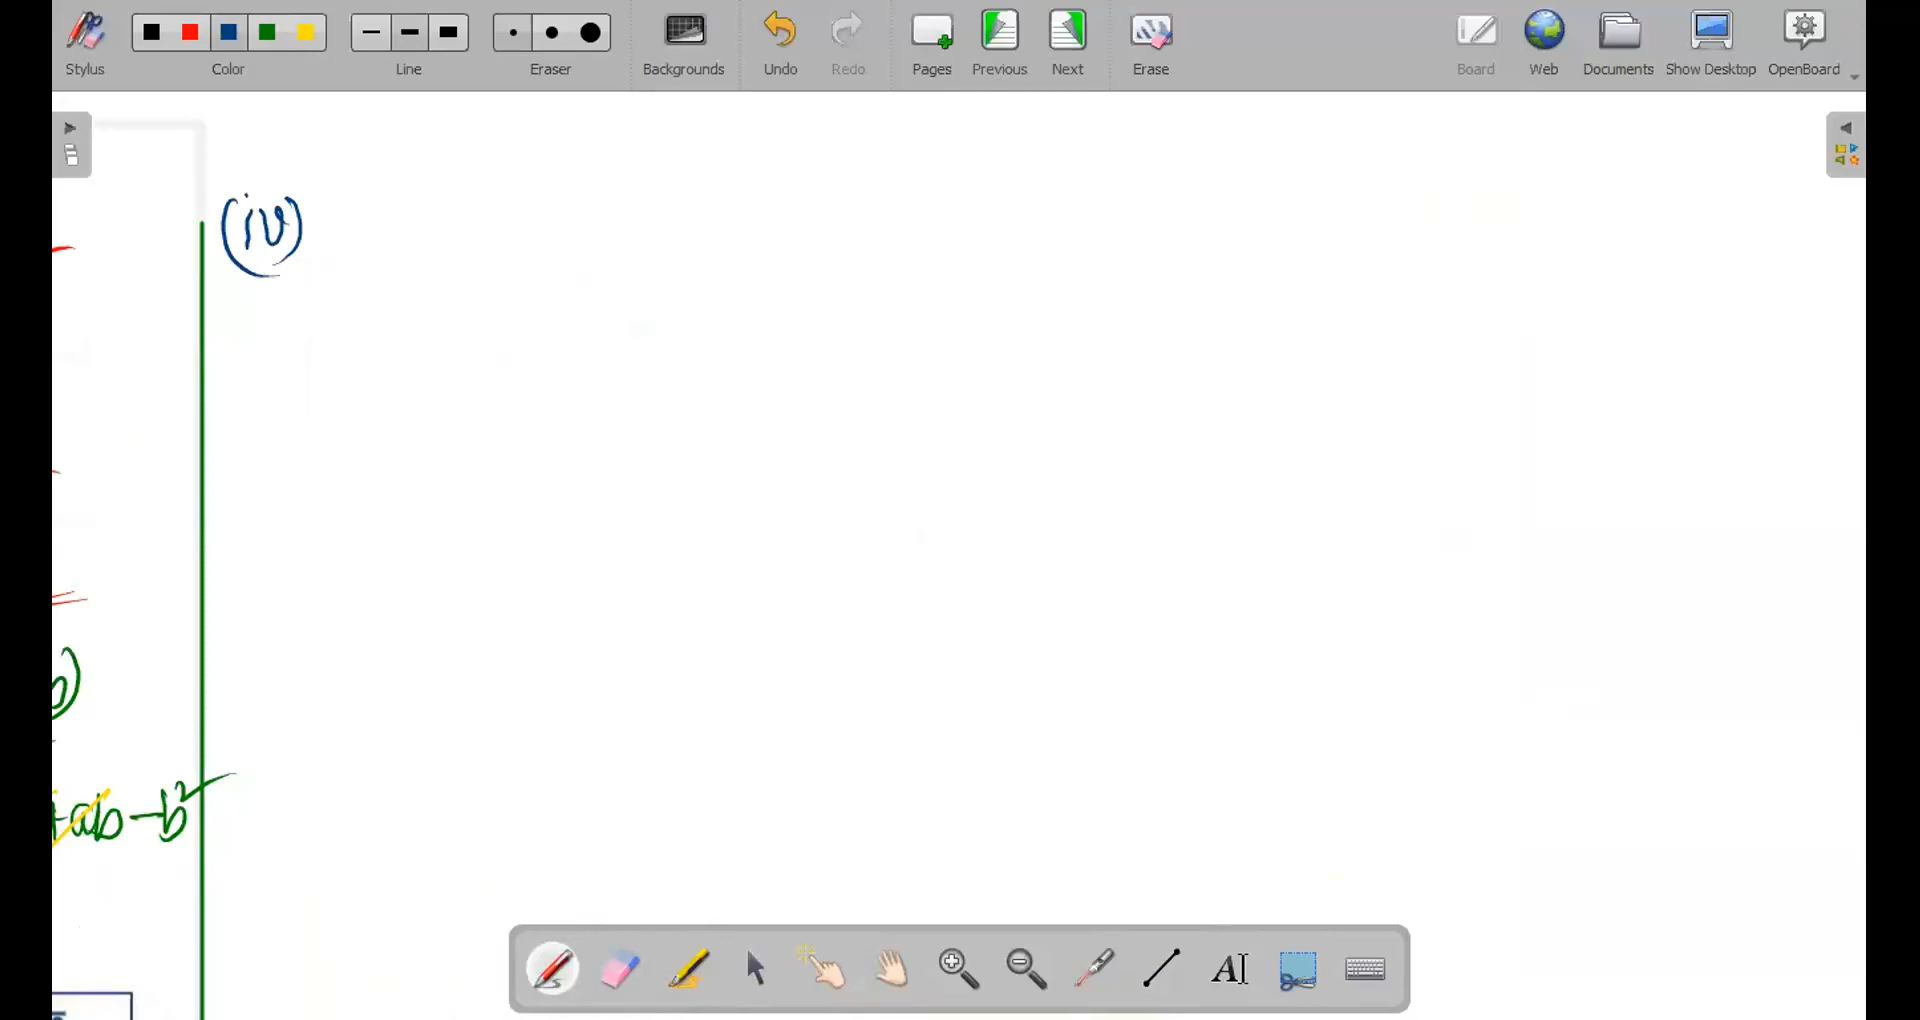 Stylus Color Line Eraser Backgrounds Undo Redo Pages Previous Next Erase Board Web Documents Show Desktop OpenBoard
(iv)
b)
+ab-b²